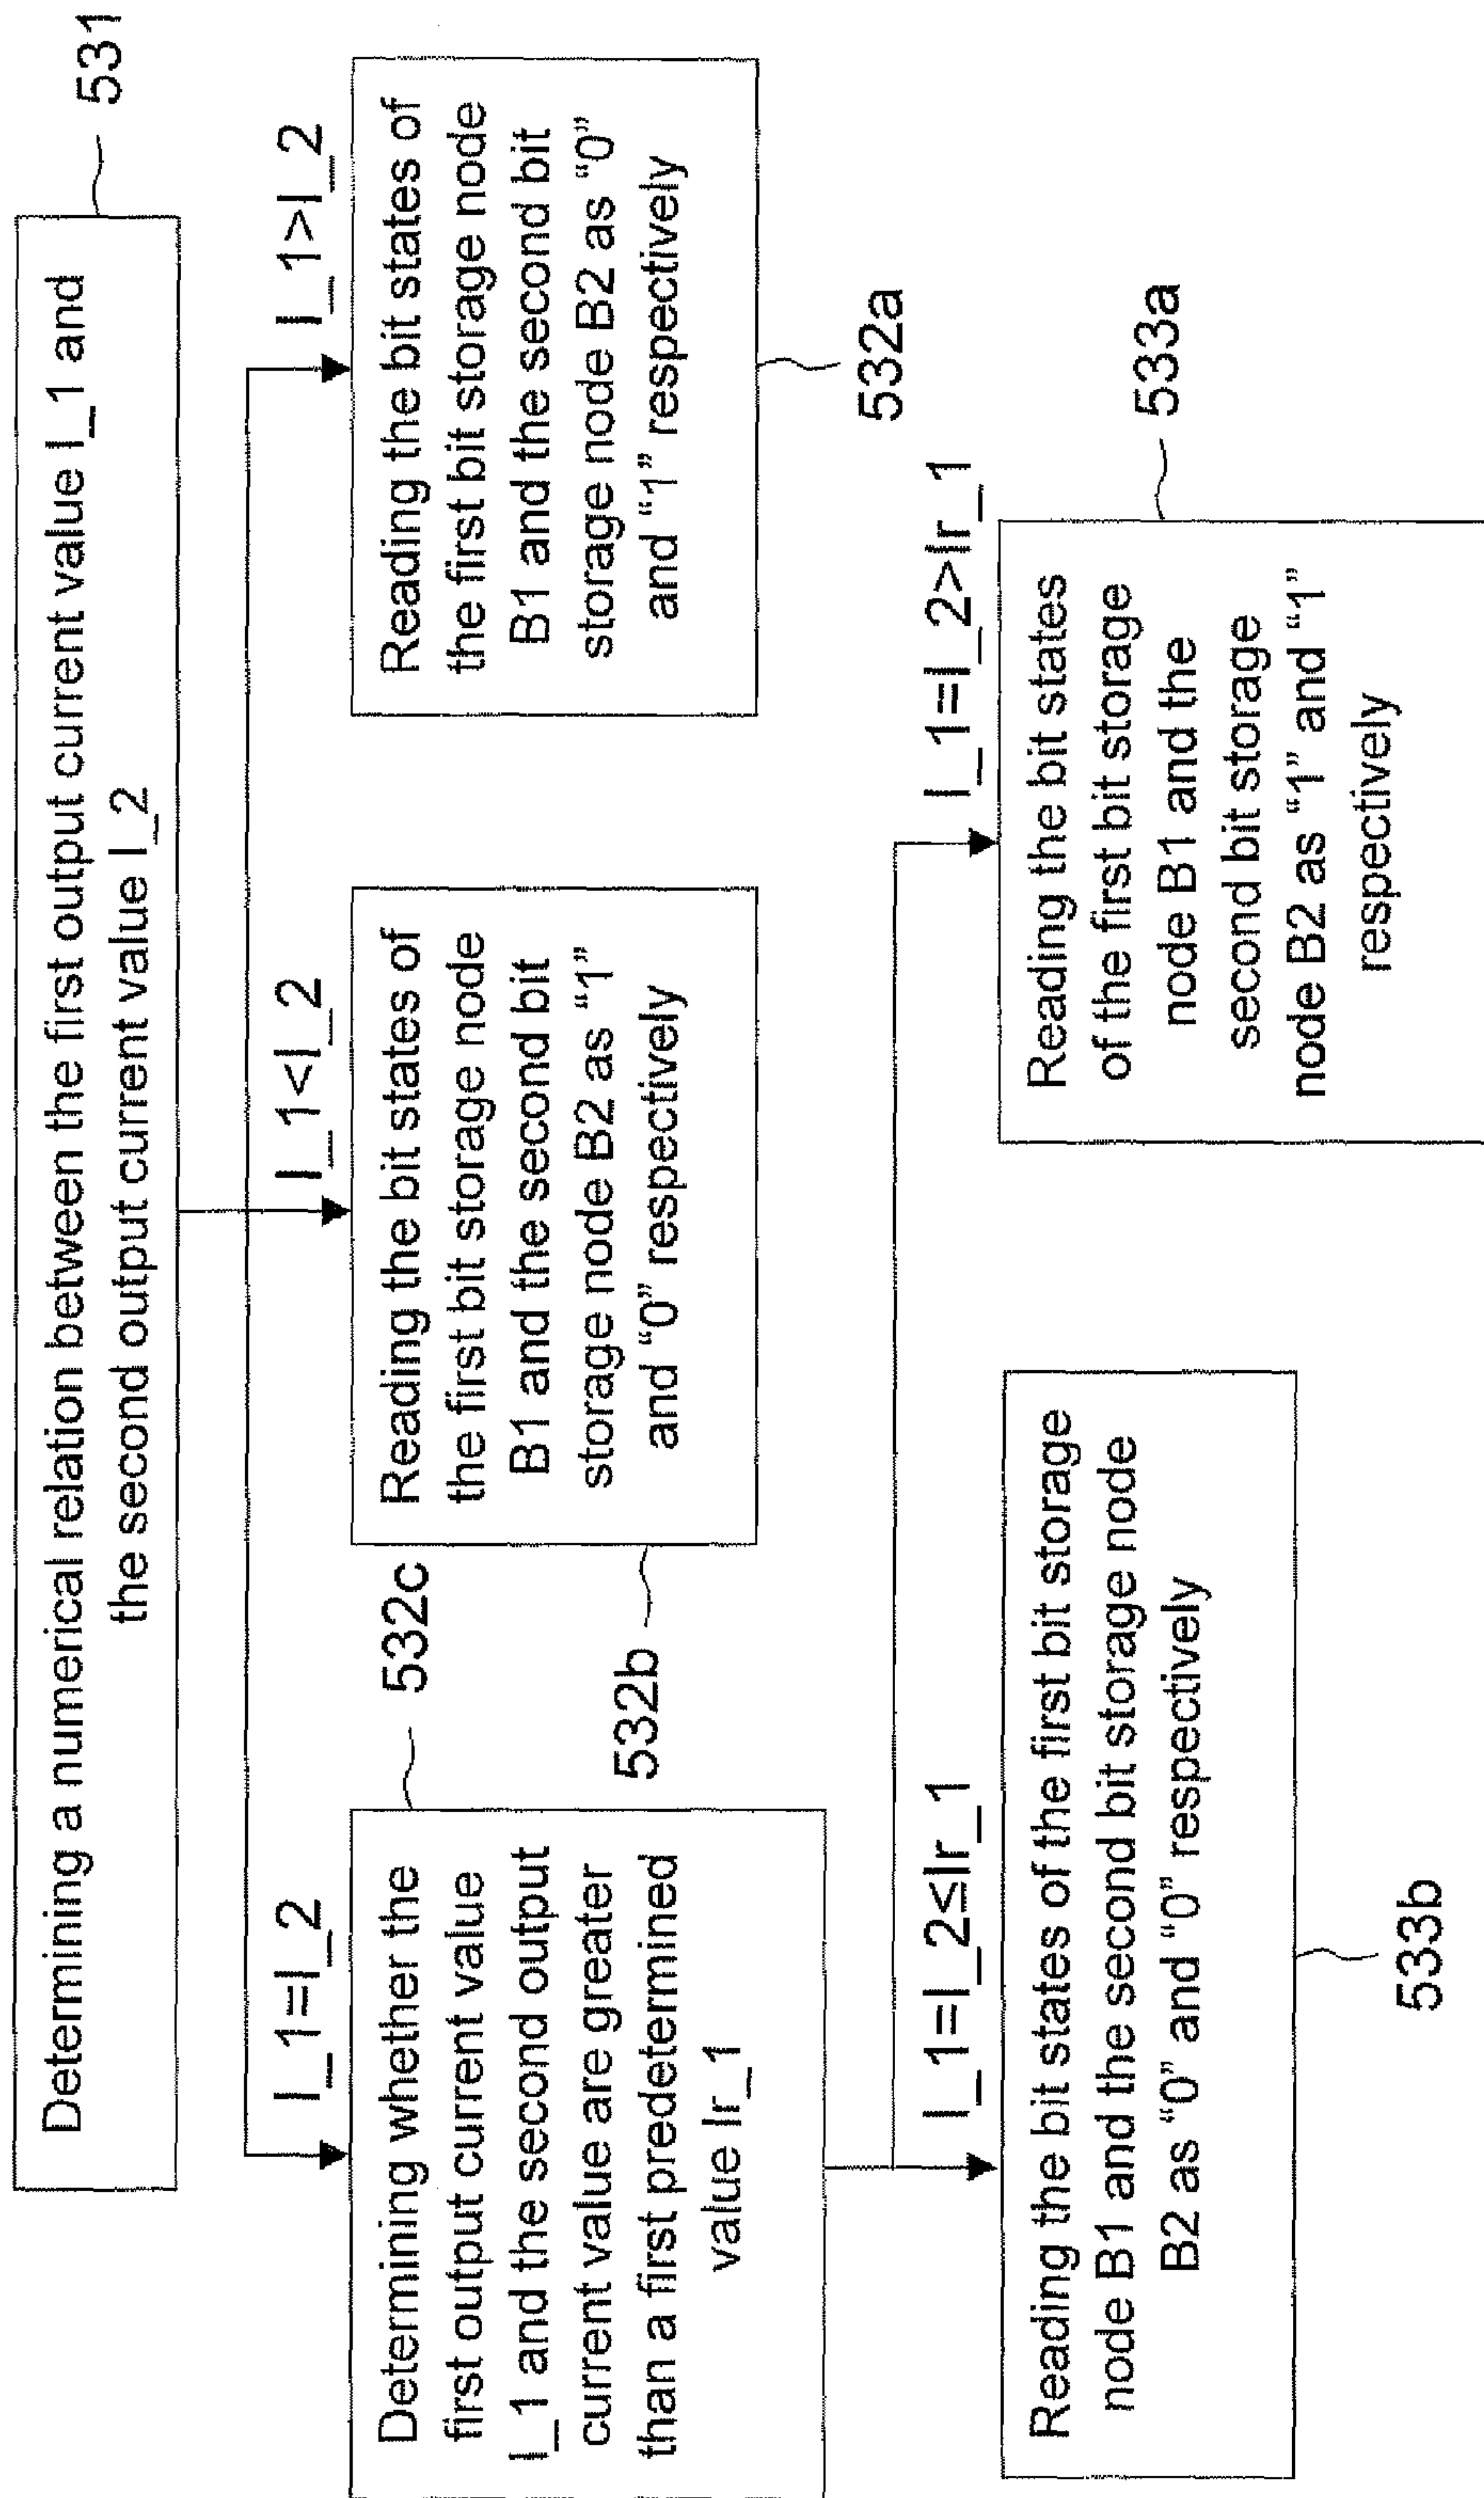 Determining a numerical relation between the first output current value I_1 and
the second output current value I_2
531
I_1=I_2
I_1<I_2
I_1>I_2
Determining whether the
first output current value
I_1 and the second output
current value are greater
than a first predetermined
value Ir_1
532c
Reading the bit states of
the first bit storage node
B1 and the second bit
storage node B2 as “1”
and “0” respectively
532b
Reading the bit states of
the first bit storage node
B1 and the second bit
storage node B2 as “0”
and “1” respectively
532a
I_1=I_2≤Ir_1
I_1=I_2>Ir_1
Reading the bit states of the first bit storage
node B1 and the second bit storage node
B2 as “0” and “0” respectively
533b
Reading the bit states
of the first bit storage
node B1 and the
second bit storage
node B2 as “1” and “1”
respectively
533a